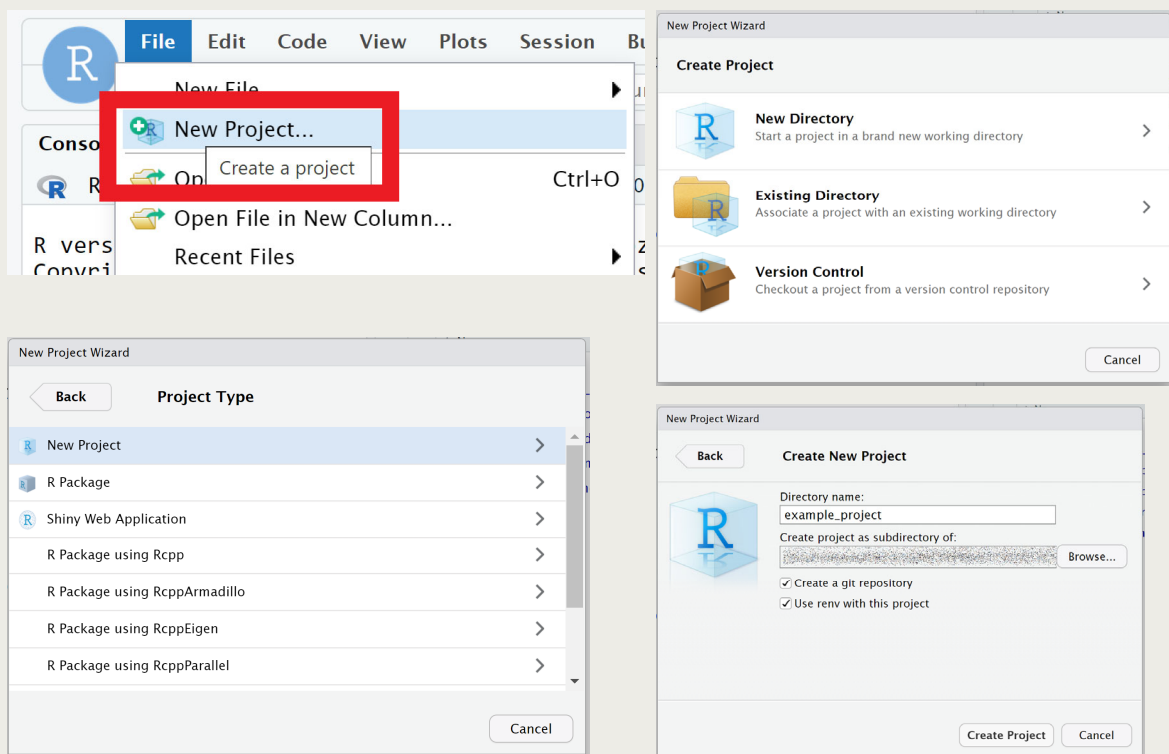 R
File Edit Code View Plots Session
New File
New Project...
Create a project
Conso
R
Op
Ctrl+O
Open File in New Column...
R vers
Recent Files
Copyri
New Project Wizard
Create Project
R
New Directory
Start a project in a brand new working directory
R
Existing Directory
Associate a project with an existing working directory
Version Control
Checkout a project from a version control repository
Cancel
New Project Wizard
Back Project Type
New Project
R Package
Shiny Web Application
R Package using Rcpp
R Package using RcppArmadillo
R Package using RcppEigen
R Package using RcppParallel
Cancel
New Project Wizard
Back Create New Project
R
Directory name:
example_project
Create project as subdirectory of:
Browse...
Create a git repository
Use renv with this project
Create Project Cancel